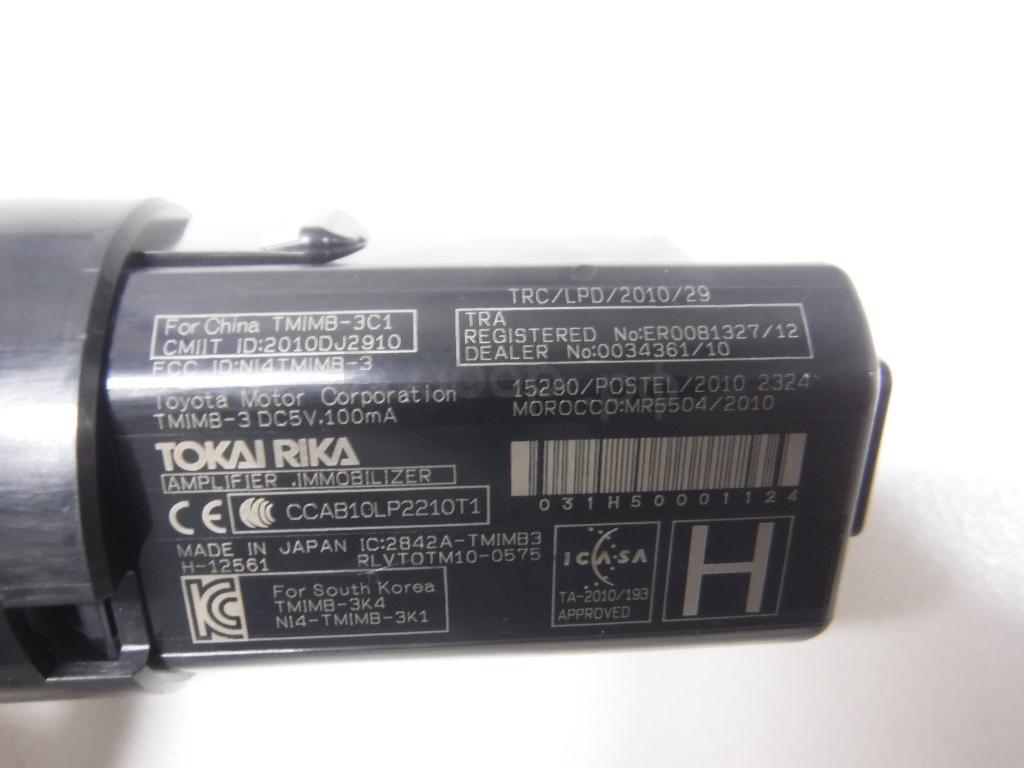 For China TMIMB-3C1
CMIIT ID:2010DJ2910
FCC ID:NI4TMIMB-3
Toyota Motor Corporation
TMIMB-3 DC5V.100mA
TOKAI RIKA
AMPLIFIER .IMMOBILIZER
CE CCAB10LP2210T1
MADE IN JAPAN IC:2842A-TMIMB3
H-12561 RLVTOTM10-0575
KC
For South Korea
TMIMB-3K4
NI4-TMIMB-3K1
TRC/LPD/2010/29
TRA
REGISTERED No:ER0081327/12
DEALER No:0034361/10
15290/POSTEL/2010 2324
MOROCCO:MR5504/2010
031H50001124
ICASA
TA-2010/193
APPROVED
H